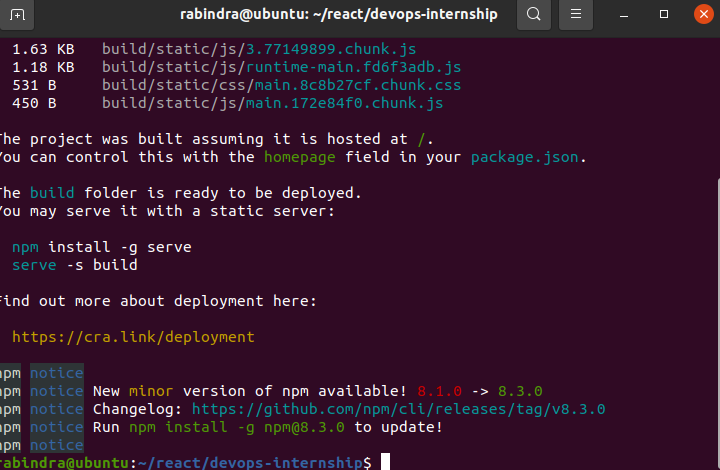 rabindra@ubuntu: ~/react/devops-internship
1.63 KB build/static/js/3.77149899.chunk.js
1.18 KB build/static/js/runtime-main.fd6f3adb.js
531 B build/static/css/main.8c8b27cf.chunk.css
450 B build/static/js/main.172e84f0.chunk.js
The project was built assuming it is hosted at /.
You can control this with the homepage field in your package.json.
The build folder is ready to be deployed.
You may serve it with a static server:
npm install -g serve
serve -s build
Find out more about deployment here:
https://cra.link/deployment
npm notice
npm notice New minor version of npm available! 8.1.0 -> 8.3.0
npm notice Changelog: https://github.com/npm/cli/releases/tag/v8.3.0
npm notice Run npm install -g npm@8.3.0 to update!
npm notice
rabindra@ubuntu:~/react/devops-internship$